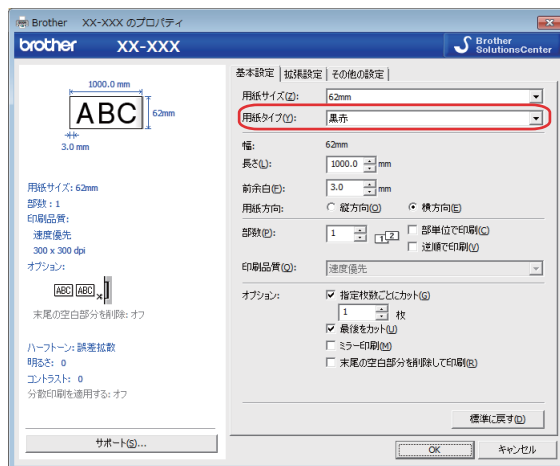 Brother XX-XXX のプロパティ
brother XX-XXX
Brother
SolutionsCenter
1000.0 mm
ABC
62mm
3.0 mm
用紙サイズ: 62mm
部数 : 1
印刷品質:
速度優先
300 x 300 dpi
オプション:
ABC ABC
末尾の空白部分を削除: オフ
ハーフトーン: 誤差拡散
明るさ: 0
コントラスト: 0
分散印刷を適用する: オフ
サポート(S)...
基本設定 拡張設定 その他の設定
用紙サイズ(Z): 62mm
用紙タイプ(Y): 黒赤
幅: 62mm
長さ(L): 1000.0 mm
前余白(F): 3.0 mm
用紙方向: 縦方向(O) 横方向(E)
部数(P): 1 12 部単位で印刷(C)
逆順で印刷(V)
印刷品質(Q): 速度優先
オプション: 指定枚数ごとにカット(G)
1 枚
最後をカット(U)
ミラー印刷(M)
末尾の空白部分を削除して印刷(R)
標準に戻す(D)
OK キャンセル